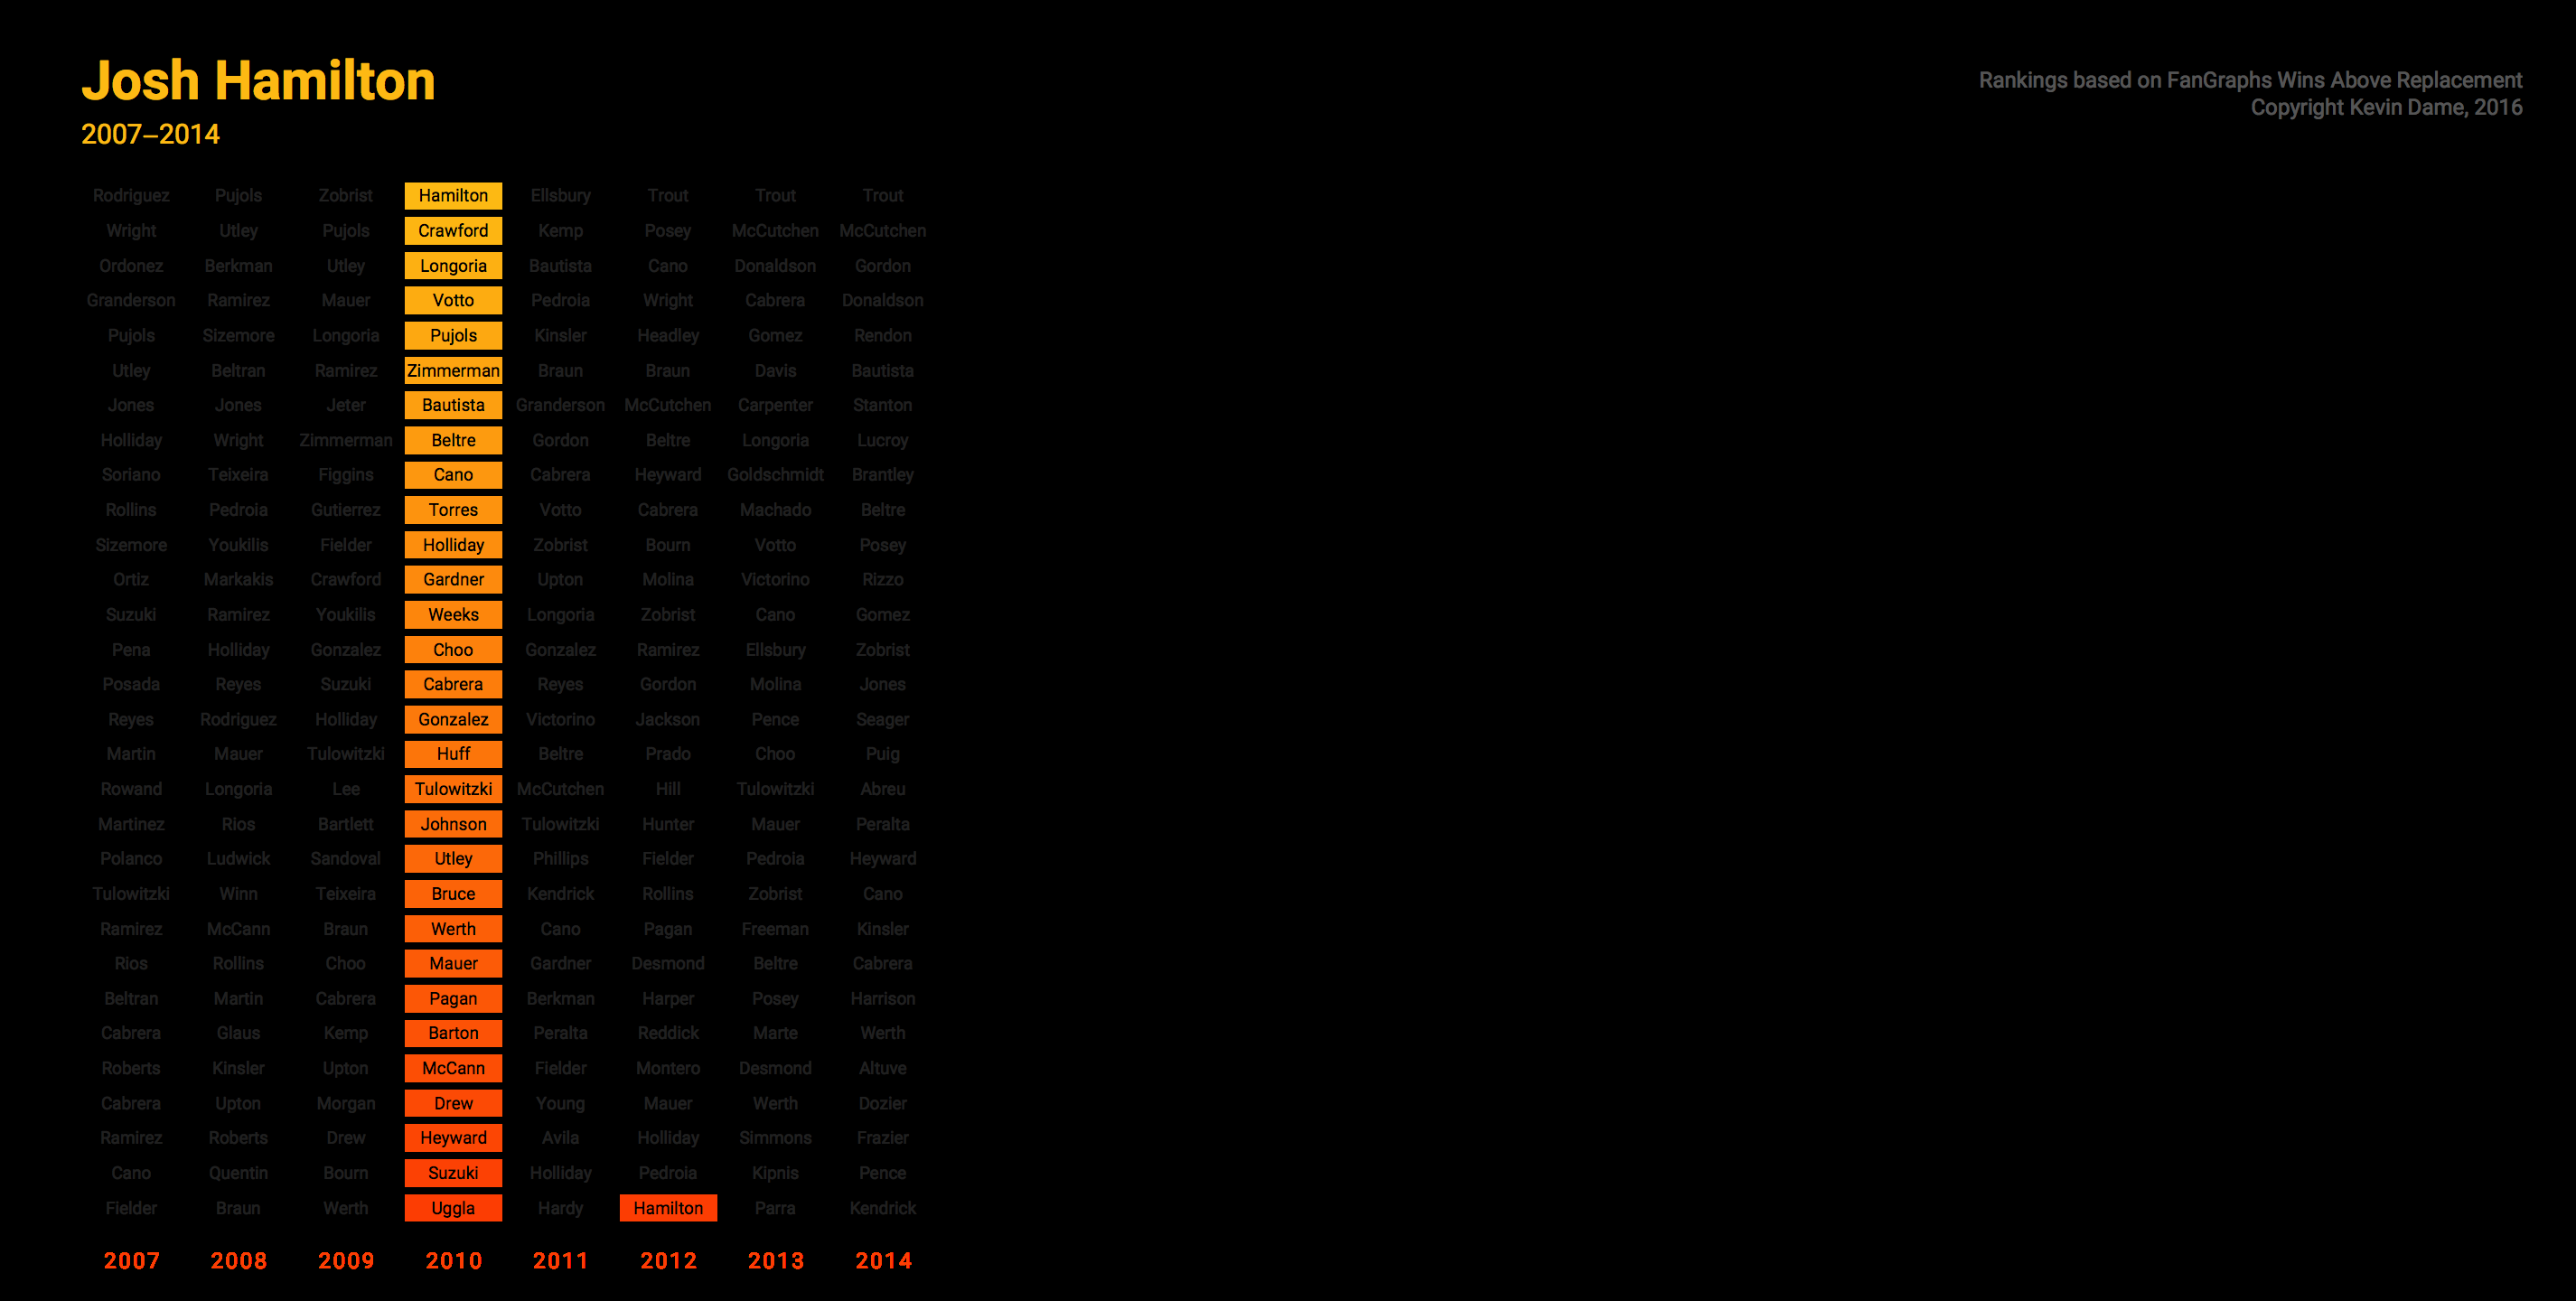 Josh Hamilton
2007–2014
Rankings based on FanGraphs Wins Above Replacement
Copyright Kevin Dame, 2016
Rodriguez Pujols Zobrist Hamilton Ellsbury Trout Trout Trout
Wright Utley Pujols Crawford Kemp Posey McCutchen McCutchen
Ordonez Berkman Utley Longoria Bautista Cano Donaldson Gordon
Granderson Ramirez Mauer Votto Pedroia Wright Cabrera Donaldson
Pujols Sizemore Longoria Pujols Kinsler Headley Gomez Rendon
Utley Beltran Ramirez Zimmerman Braun Braun Davis Bautista
Jones Jones Jeter Bautista Granderson McCutchen Carpenter Stanton
Holliday Wright Zimmerman Beltre Gordon Beltre Longoria Lucroy
Soriano Teixeira Figgins Cano Cabrera Heyward Goldschmidt Brantley
Rollins Pedroia Gutierrez Torres Votto Cabrera Machado Beltre
Sizemore Youkilis Fielder Holliday Zobrist Bourn Votto Posey
Ortiz Markakis Crawford Gardner Upton Molina Victorino Rizzo
Suzuki Ramirez Youkilis Weeks Longoria Zobrist Cano Gomez
Pena Holliday Gonzalez Choo Gonzalez Ramirez Ellsbury Zobrist
Posada Reyes Suzuki Cabrera Reyes Gordon Molina Jones
Reyes Rodriguez Holliday Gonzalez Victorino Jackson Pence Seager
Martin Mauer Tulowitzki Huff Beltre Prado Choo Puig
Rowand Longoria Lee Tulowitzki McCutchen Hill Tulowitzki Abreu
Martinez Rios Bartlett Johnson Tulowitzki Hunter Mauer Peralta
Polanco Ludwick Sandoval Utley Phillips Fielder Pedroia Heyward
Tulowitzki Winn Teixeira Bruce Kendrick Rollins Zobrist Cano
Ramirez McCann Braun Werth Cano Pagan Freeman Kinsler
Rios Rollins Choo Mauer Gardner Desmond Beltre Cabrera
Beltran Martin Cabrera Pagan Berkman Harper Posey Harrison
Cabrera Glaus Kemp Barton Peralta Reddick Marte Werth
Roberts Kinsler Upton McCann Fielder Montero Desmond Altuve
Cabrera Upton Morgan Drew Young Mauer Werth Dozier
Ramirez Roberts Drew Heyward Avila Holliday Simmons Frazier
Cano Quentin Bourn Suzuki Holliday Pedroia Kipnis Pence
Fielder Braun Werth Uggla Hardy Hamilton Parra Kendrick
2007 2008 2009 2010 2011 2012 2013 2014